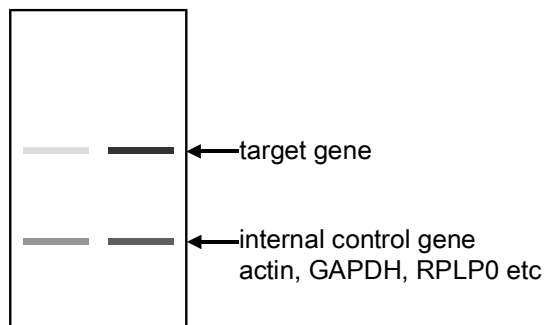 target gene
internal control gene
actin, GAPDH, RPLP0 etc